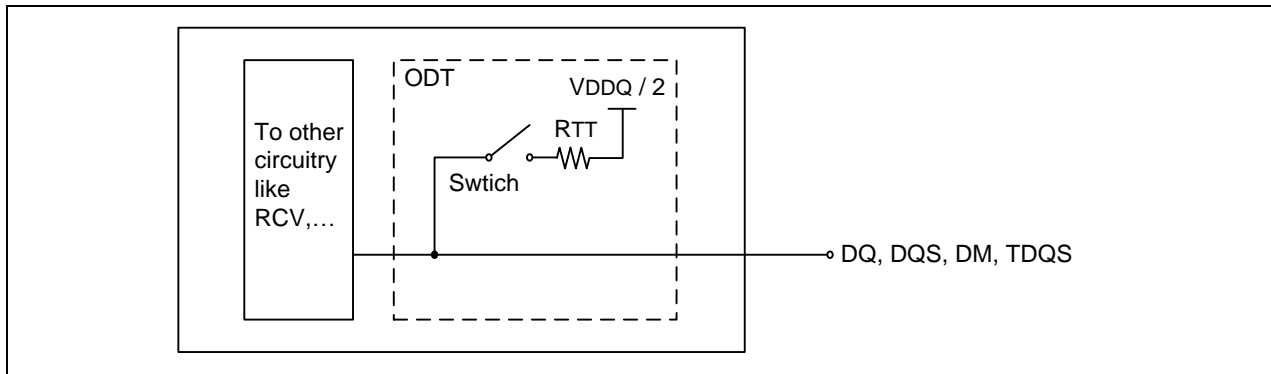 ODT
VDDQ / 2
RTT
Swtich
To other
circuitry
like
RCV,…
DQ, DQS, DM, TDQS